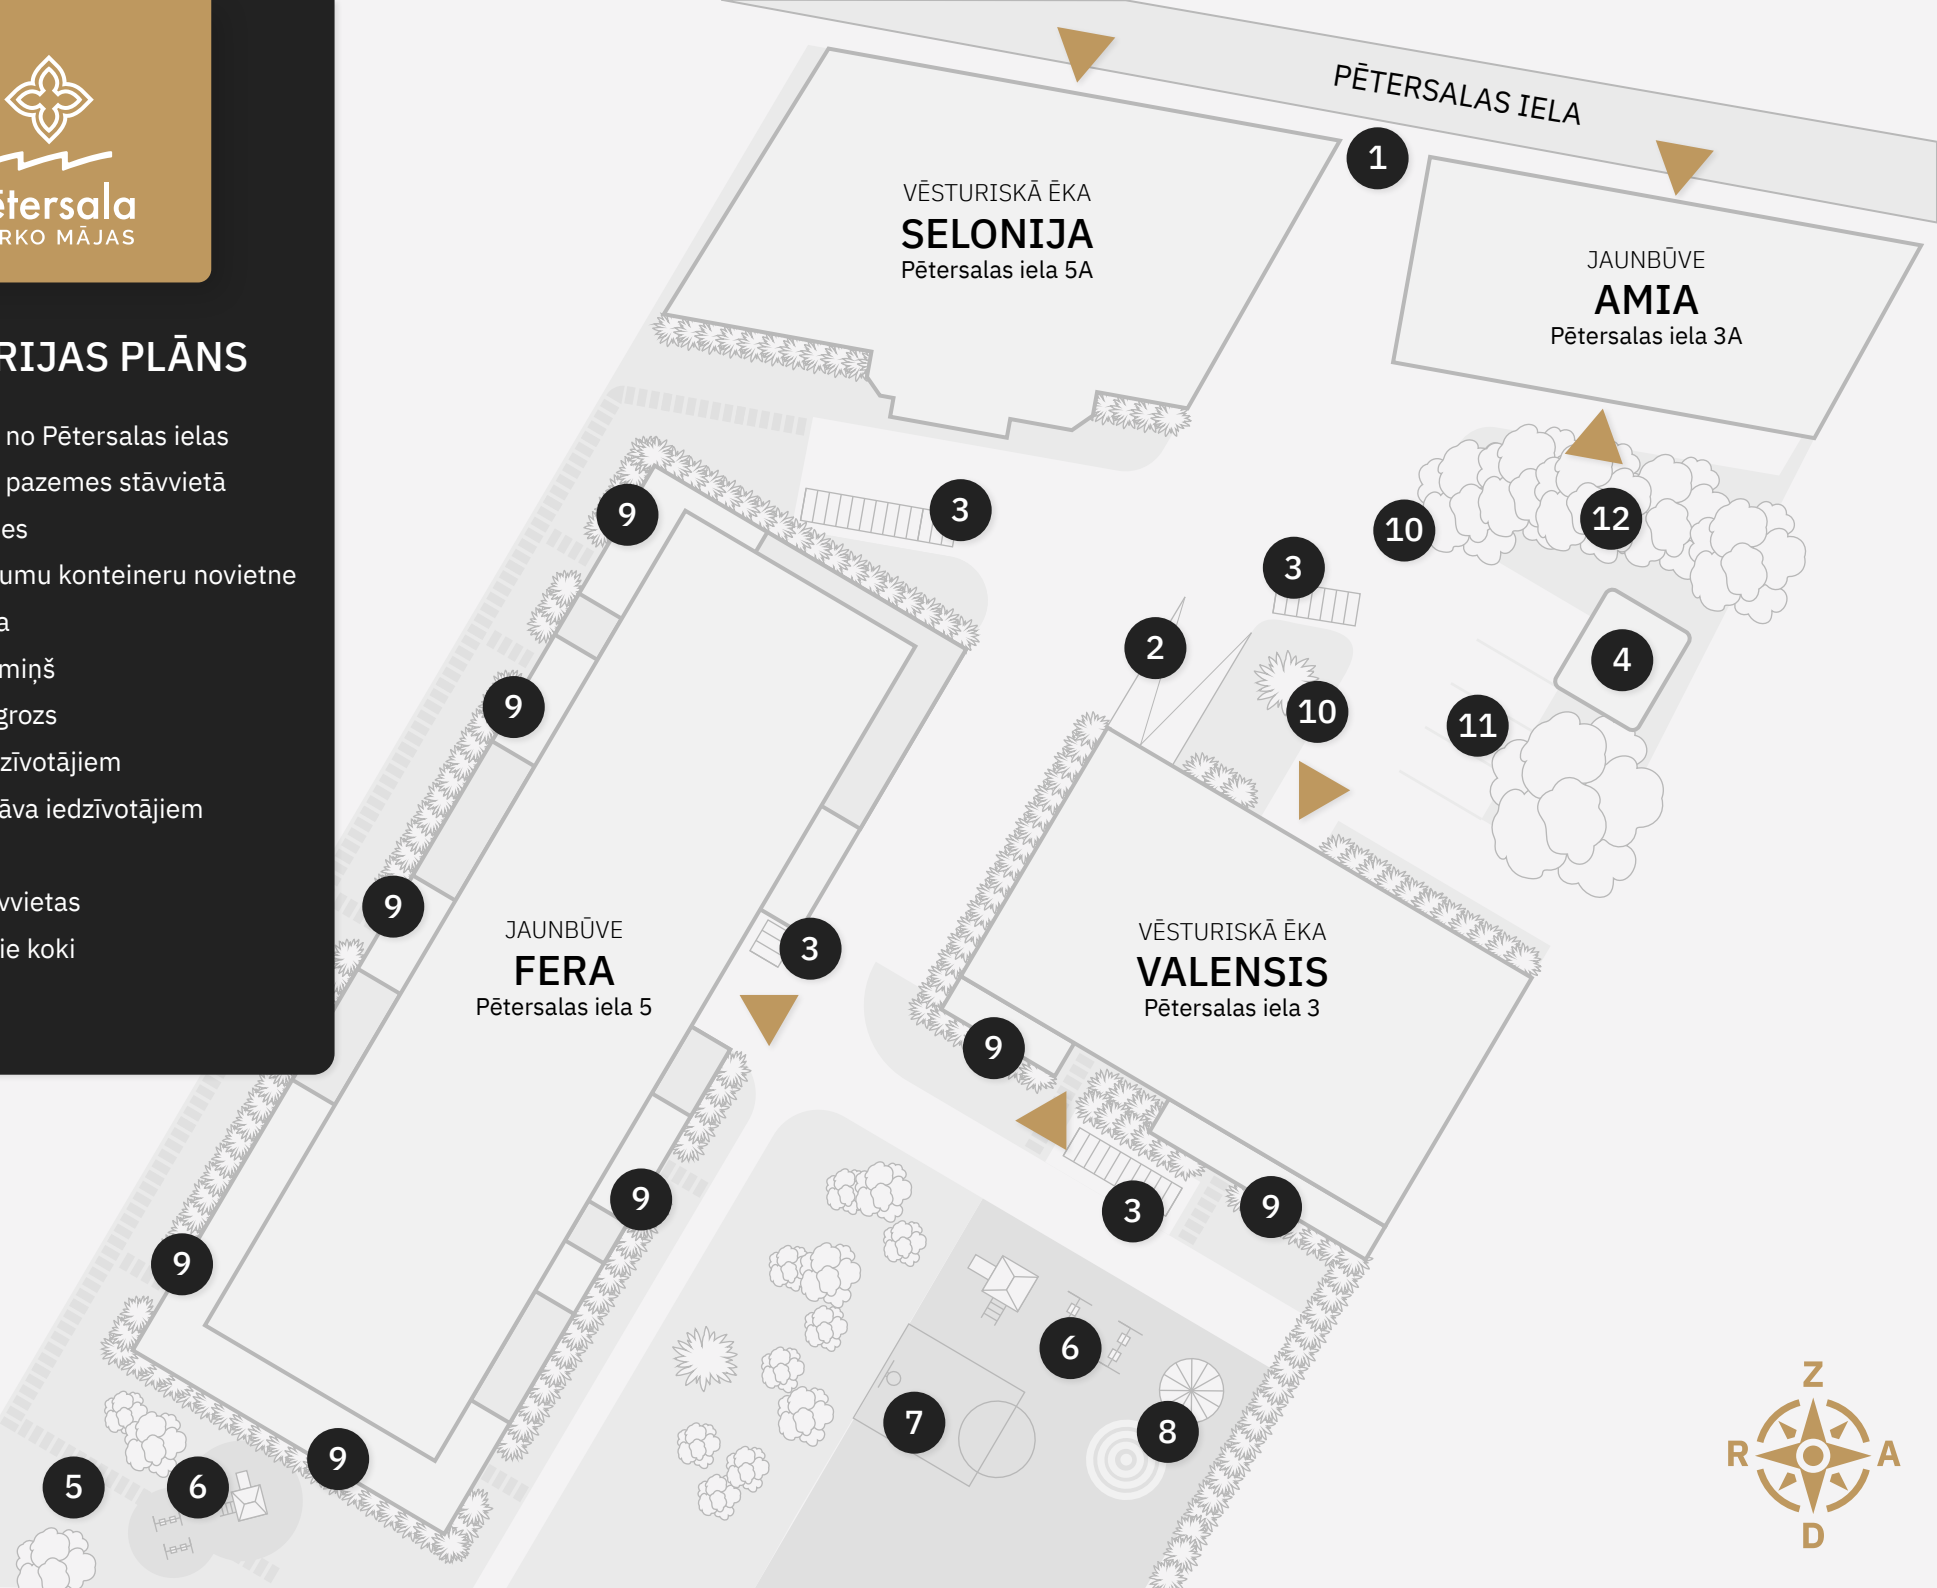 ētersala
RKO MĀJAS
RIJAS PLĀNS
no Pētersalas ielas
pazemes stāvvietā
es
umu konteineru novietne
a
miņš
grozs
zīvotājiem
āva iedzīvotājiem
vvietas
ie koki
PĒTERSALAS IELA
1
VĒSTURISKĀ ĒKA
SELONIJA
Pētersalas iela 5A
JAUNBŪVE
AMIA
Pētersalas iela 3A
9
3
10
12
3
2
4
9
10
11
9
3
JAUNBŪVE
FERA
Pētersalas iela 5
VĒSTURISKĀ ĒKA
VALENSIS
Pētersalas iela 3
9
9
3
9
9
6
7
8
9
5
6
Z
R
A
D